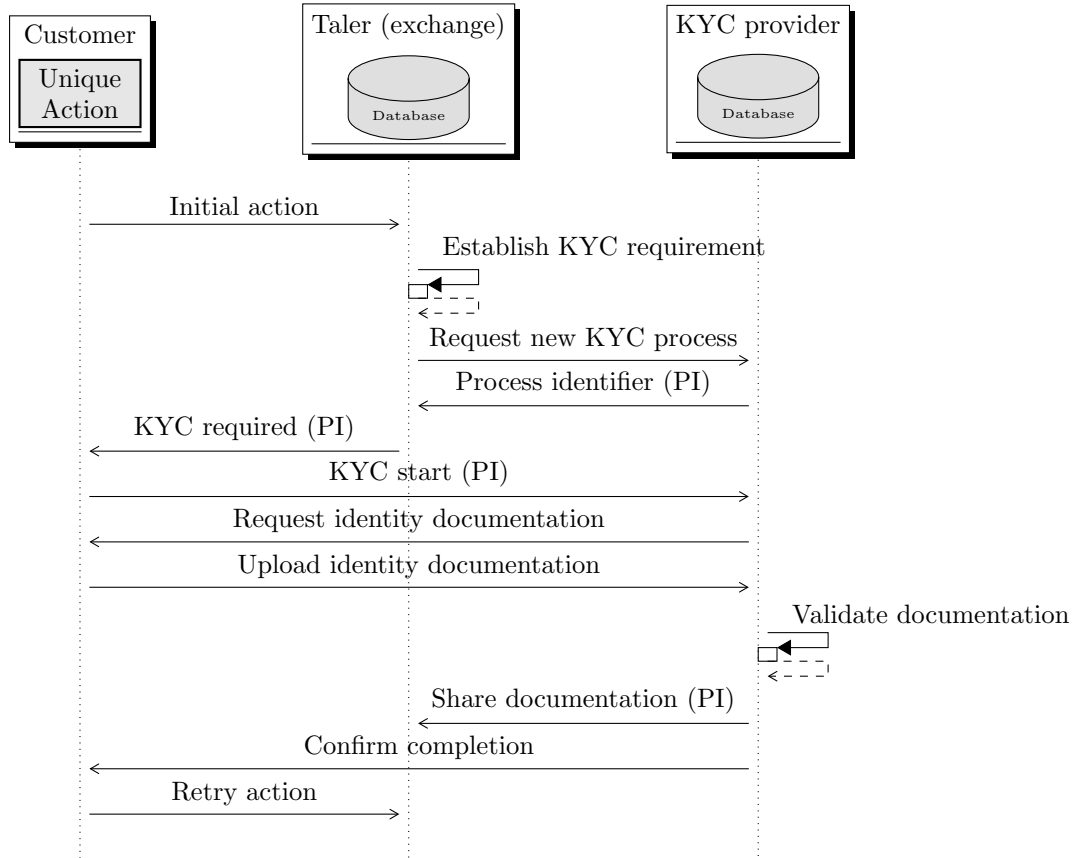 Customer
Unique
Action
Taler (exchange)
Database
KYC provider
Database
Initial action
Establish KYC requirement
Request new KYC process
Process identifier (PI)
KYC required (PI)
KYC start (PI)
Request identity documentation
Upload identity documentation
Validate documentation
Share documentation (PI)
Confirm completion
Retry action